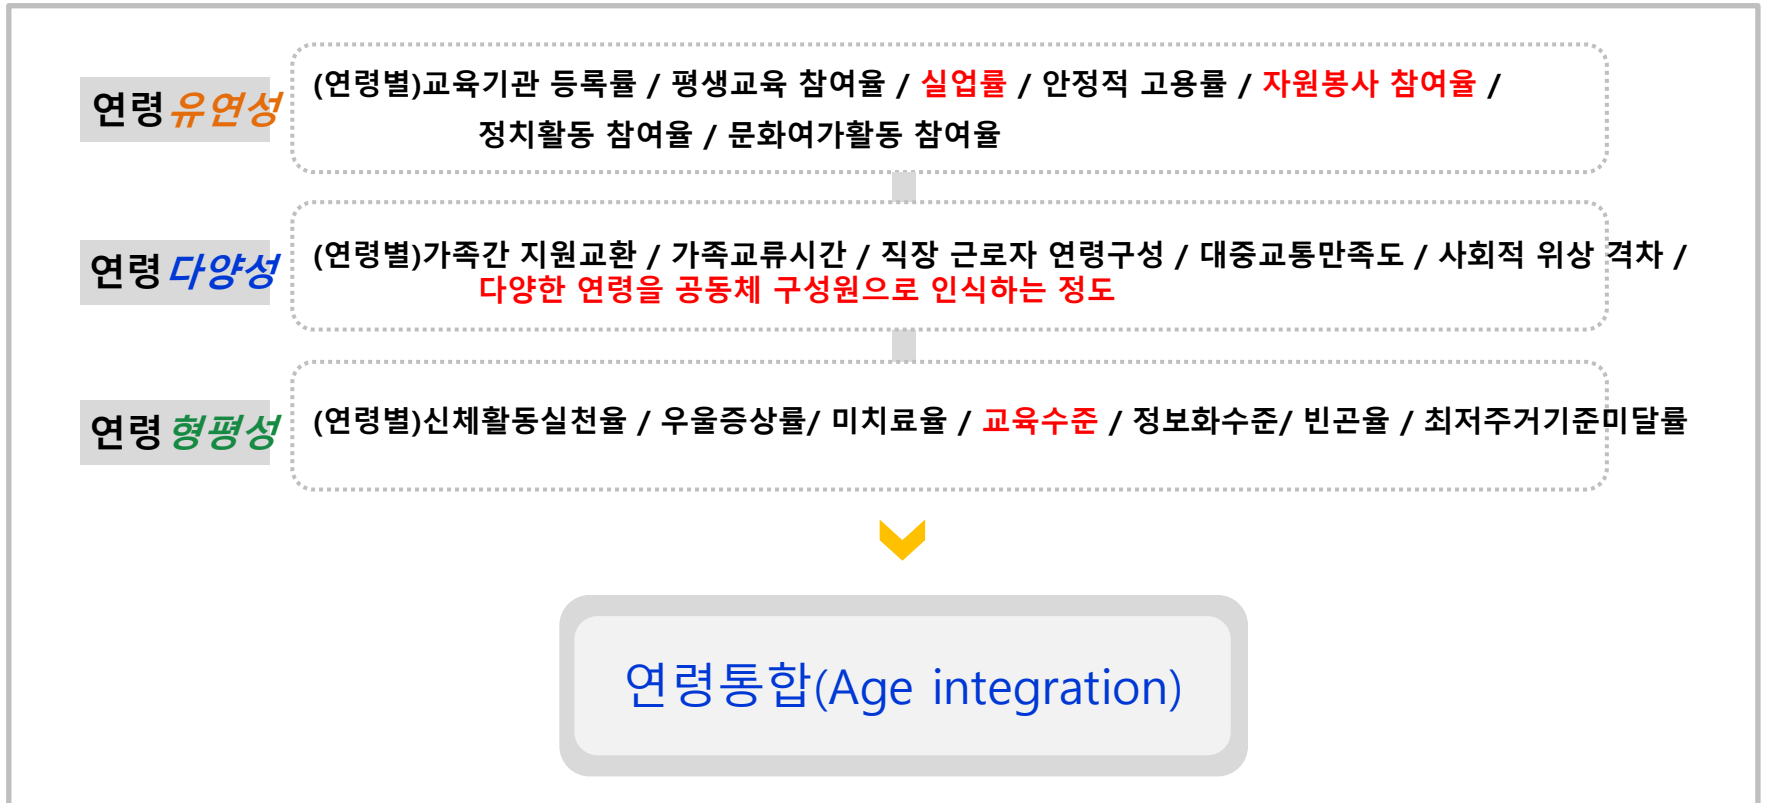 연령 유연성
(연령별)교육기관 등록률 / 평생교육 참여율 / 실업률 / 안정적 고용률 / 자원봉사 참여율 /
정치활동 참여율 / 문화여가활동 참여율
연령 다양성
(연령별)가족간 지원교환 / 가족교류시간 / 직장 근로자 연령구성 / 대중교통만족도 / 사회적 위상 격차 /
다양한 연령을 공동체 구성원으로 인식하는 정도
연령 형평성
(연령별)신체활동실천율 / 우울증상률/ 미치료율 / 교육수준 / 정보화수준/ 빈곤율 / 최저주거기준미달률
연령통합(Age integration)